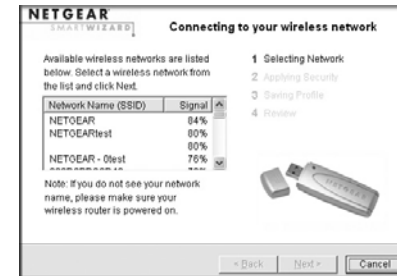 NETGEAR
SMARTWIZARD
Connecting to your wireless network
Available wireless networks are listed
below. Select a wireless network from
the list and click Next.
Network Name (SSID) Signal
NETGEAR 84%
NETGEARtest 80%
80%
NETGEAR - 0test 76%
Note: If you do not see your network
name, please make sure your
wireless router is powered on.
1 Selecting Network
2 Applying Security
3 Saving Profile
4 Review
NETGEAR
< Back Next > Cancel